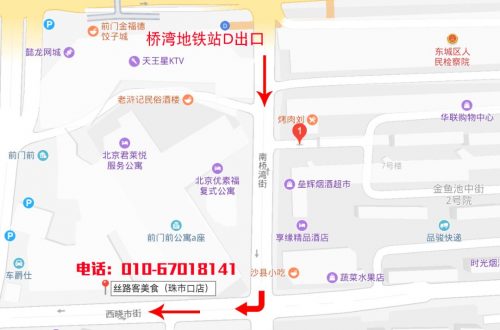 前门金福德
饺子城
桥湾地铁站D出口
懿龙网城
天王星KTV
东城区人
民检察院
老浒记民俗酒楼
烤肉刘
华联购物中心
1
前门前
北京君莱悦
服务公寓
南桥湾街
7号楼
北京优素福
复式公寓
垒辉烟酒超市
金鱼池中街
2号院
前门前公寓a座
享缘精品酒店
品骏快递
车爵仕
电话：010-67018141
沙县小吃
时光烟酒
丝路客美食（珠市口店）
蔬菜水果店
西晓市街